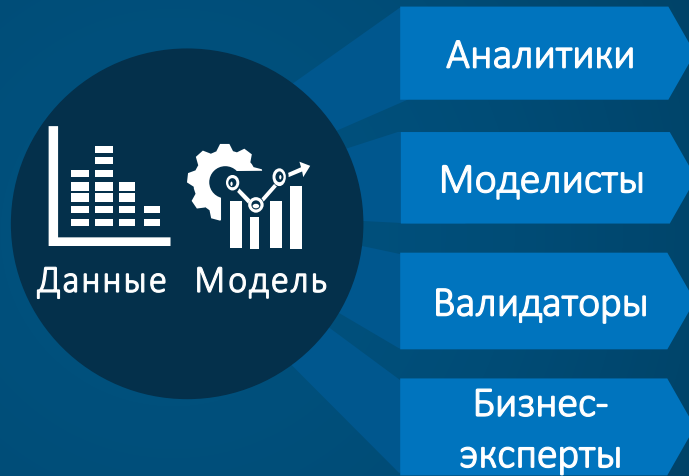 Данные
Модель
Аналитики
Моделисты
Валидаторы
Бизнес-
эксперты